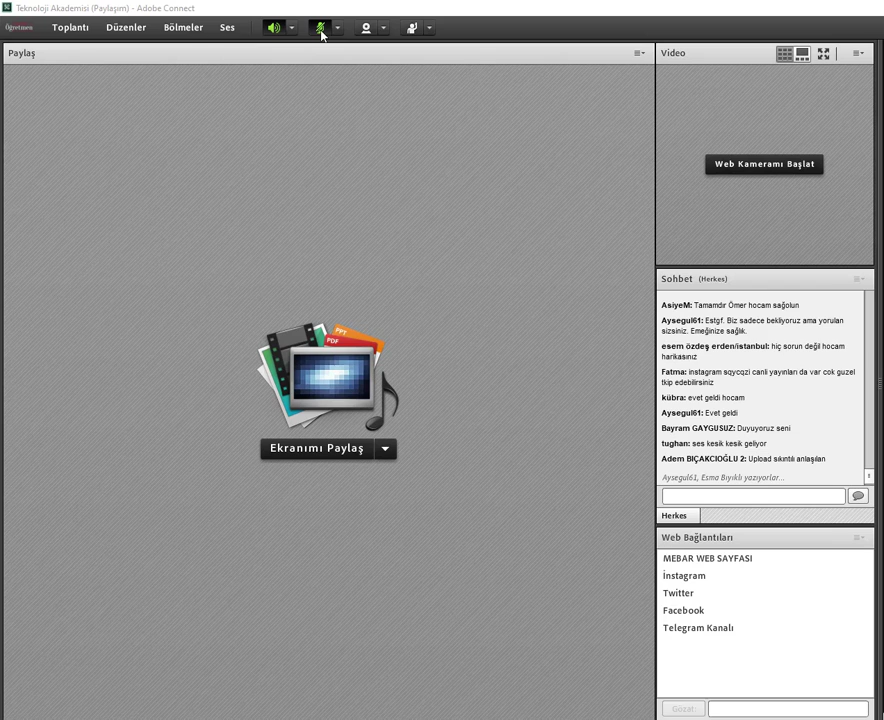 Teknoloji Akademisi (Paylaşım) - Adobe Connect
Öğretmen
Toplantı Düzenler Bölmeler Ses
Paylaş
PPT
PDF
Ekranımı Paylaş
Video
Web Kameramı Başlat
Sohbet (Herkes)
AsiyeM: Tamamdır Ömer hocam sağolun
Aysegul61: Estgf. Biz sadece bekliyoruz ama yorulan
sizsiniz. Emeğinize sağlık.
esem özdeş erden/istanbul: hiç sorun değil hocam
harikasınız
Fatma: instagram sqycqzi canli yayınları da var cok guzel
tkip edebilirsiniz
kübra: evet geldi hocam
Aysegul61: Evet geldi
Bayram GAYGUSUZ: Duyuyoruz seni
tughan: ses kesik kesik geliyor
Adem BIÇAKCIOĞLU 2: Upload sıkıntılı anlaşılan
Aysegul61, Esma Bıyıklı yazıyorlar...
Herkes
Web Bağlantıları
MEBAR WEB SAYFASI
İnstagram
Twitter
Facebook
Telegram Kanalı
Gözat: